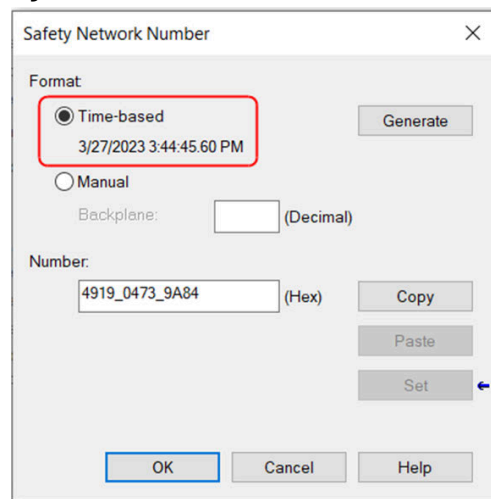 Safety Network Number
Format:
Time-based
Generate
3/27/2023 3:44:45.60 PM
Manual
Backplane:
(Decimal)
Number:
4919_0473_9A84
(Hex)
Copy
Paste
Set
OK
Cancel
Help